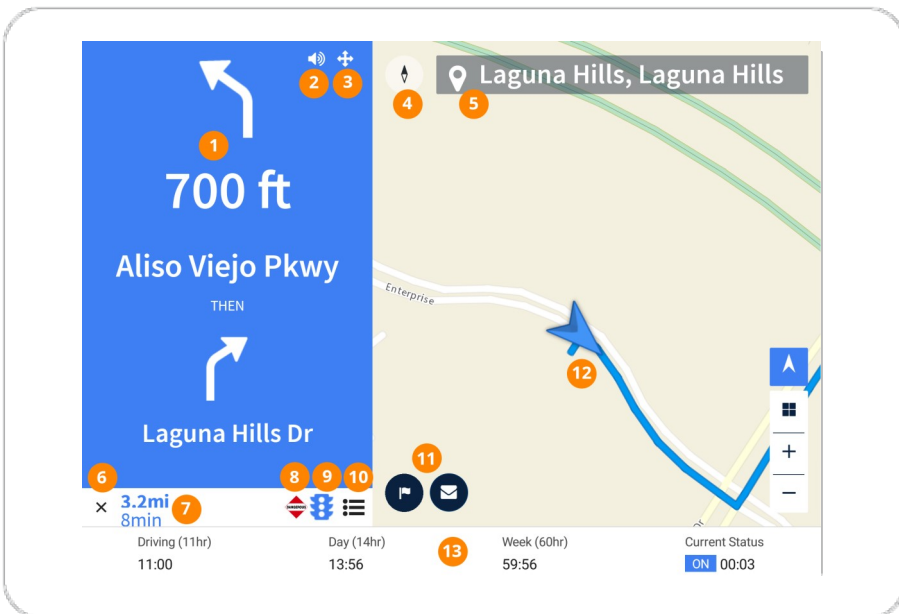 1
2
3
700 ft
Aliso Viejo Pkwy
THEN
Laguna Hills Dr
4
5
Laguna Hills, Laguna Hills
Enterprise
12
+
−
11
6
×
3.2mi
8min
7
8
9
10
DANGEROUS
Dr
Driving (11hr)
11:00
Day (14hr)
13:56
13
Week (60hr)
59:56
Current Status
ON 00:03